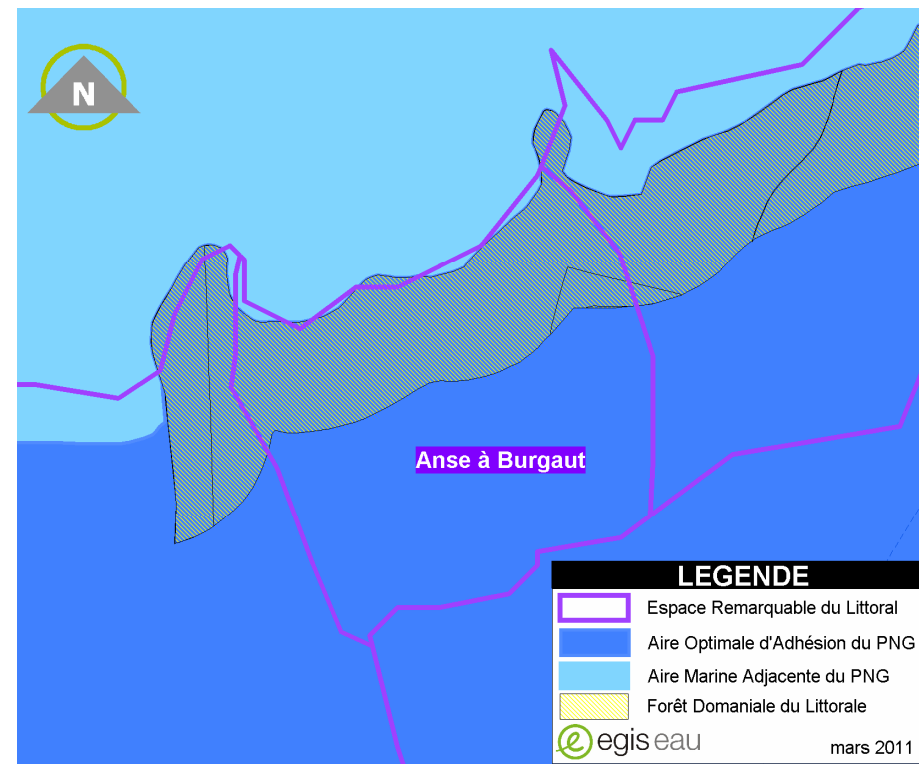 N
Anse à Burgaut
LEGENDE
Espace Remarquable du Littoral
Aire Optimale d'Adhésion du PNG
Aire Marine Adjacente du PNG
Forêt Domaniale du Littorale
e egis eau
mars 2011